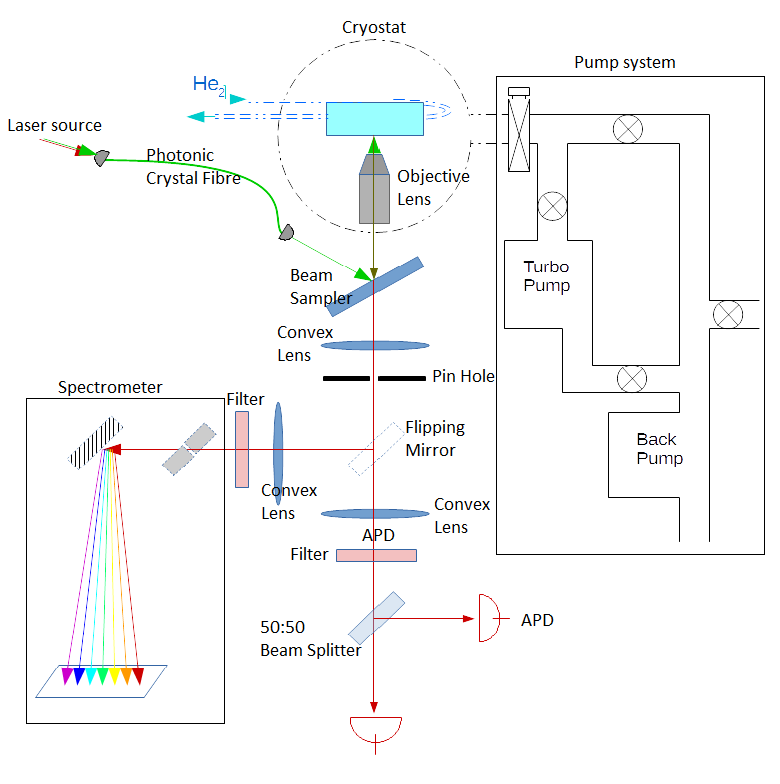 Cryostat
Pump system
He2
Laser source
Photonic
Crystal Fibre
Objective
Lens
Turbo
Pump
Beam
Sampler
Convex
Lens
Pin Hole
Spectrometer
Filter
Flipping
Mirror
Back
Pump
Convex
Lens
Convex
Lens
APD
Filter
50:50
Beam Splitter
APD